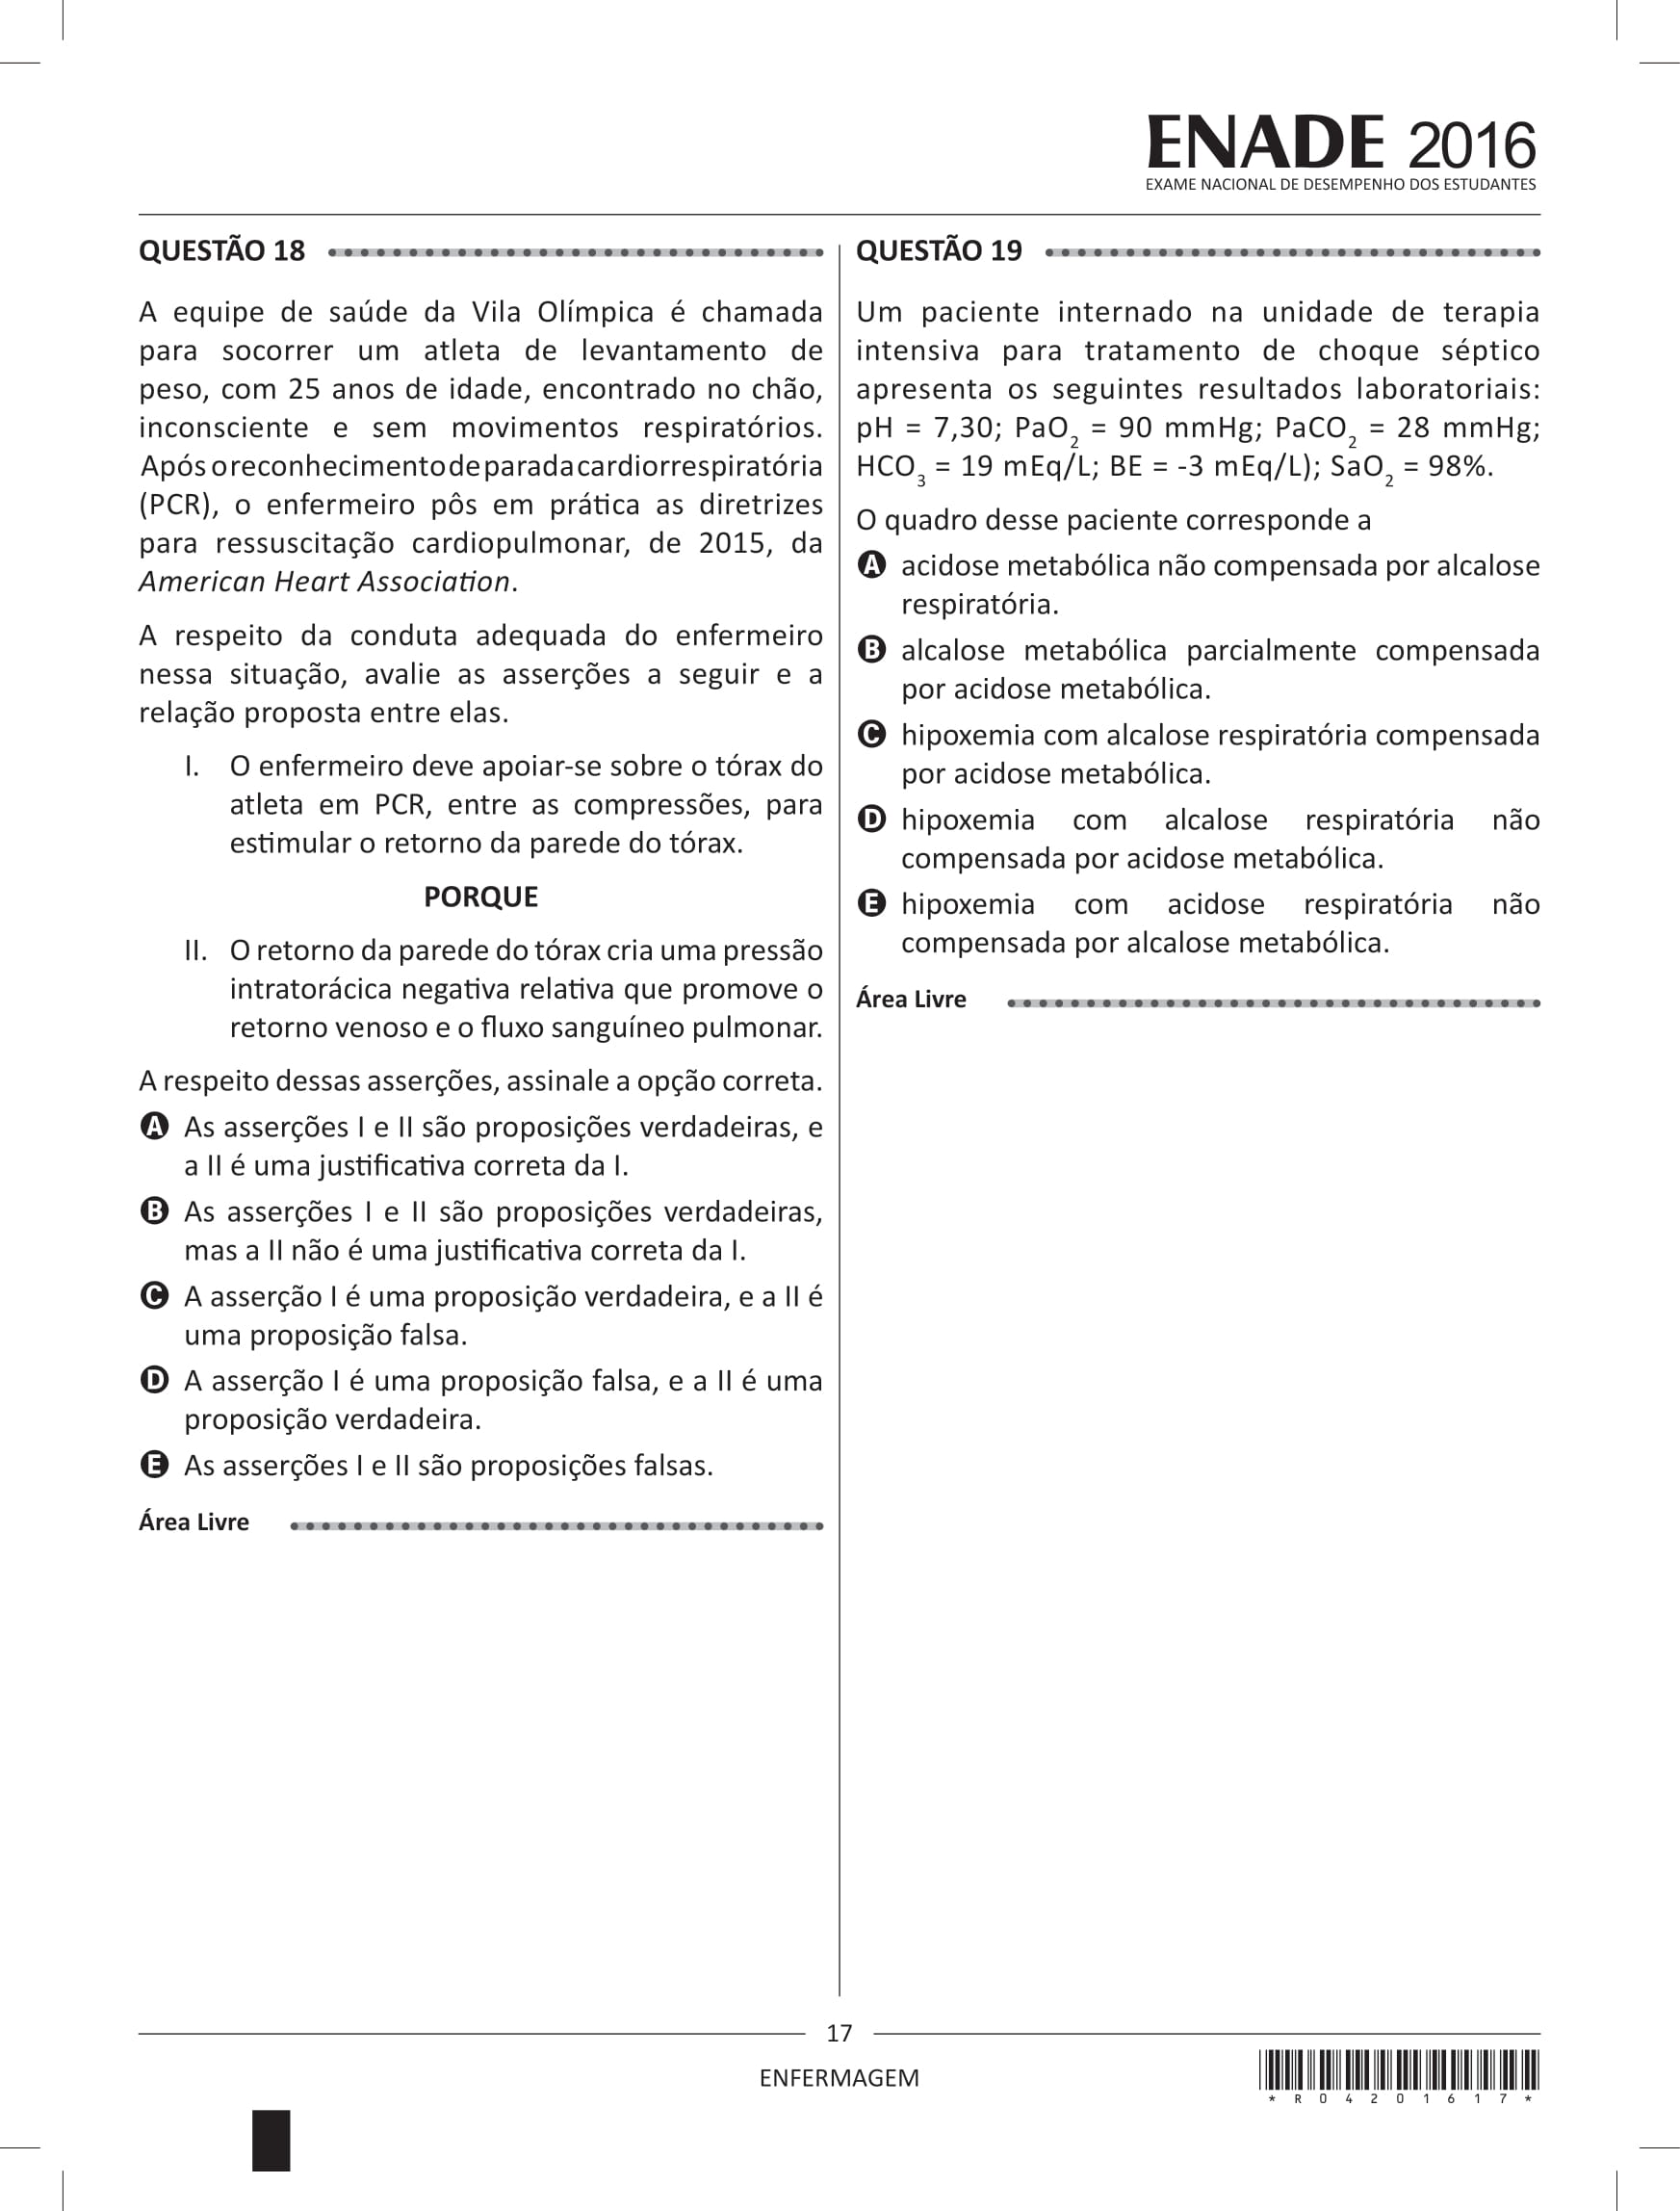 ENADE 2016
EXAME NACIONAL DE DESEMPENHO DOS ESTUDANTES
QUESTÃO 18
A equipe de saúde da Vila Olímpica é chamada
para socorrer um atleta de levantamento de
peso, com 25 anos de idade, encontrado no chão,
inconsciente e sem movimentos respiratórios.
Após o reconhecimento de parada cardiorrespiratória
(PCR), o enfermeiro pôs em prática as diretrizes
para ressuscitação cardiopulmonar, de 2015, da
American Heart Association.
A respeito da conduta adequada do enfermeiro
nessa situação, avalie as asserções a seguir e a
relação proposta entre elas.
I. O enfermeiro deve apoiar-se sobre o tórax do
atleta em PCR, entre as compressões, para
estimular o retorno da parede do tórax.
PORQUE
II. O retorno da parede do tórax cria uma pressão
intratorácica negativa relativa que promove o
retorno venoso e o fluxo sanguíneo pulmonar.
A respeito dessas asserções, assinale a opção correta.
A As asserções I e II são proposições verdadeiras, e
a II é uma justificativa correta da I.
B As asserções I e II são proposições verdadeiras,
mas a II não é uma justificativa correta da I.
C A asserção I é uma proposição verdadeira, e a II é
uma proposição falsa.
D A asserção I é uma proposição falsa, e a II é uma
proposição verdadeira.
E As asserções I e II são proposições falsas.
Área Livre
QUESTÃO 19
Um paciente internado na unidade de terapia
intensiva para tratamento de choque séptico
apresenta os seguintes resultados laboratoriais:
pH = 7,30; PaO2 = 90 mmHg; PaCO2 = 28 mmHg;
HCO3 = 19 mEq/L; BE = -3 mEq/L); SaO2 = 98%.
O quadro desse paciente corresponde a
A acidose metabólica não compensada por alcalose
respiratória.
B alcalose metabólica parcialmente compensada
por acidose metabólica.
C hipoxemia com alcalose respiratória compensada
por acidose metabólica.
D hipoxemia com alcalose respiratória não
compensada por acidose metabólica.
E hipoxemia com acidose respiratória não
compensada por alcalose metabólica.
Área Livre
17
ENFERMAGEM
* R 0 4 2 0 1 6 1 7 *